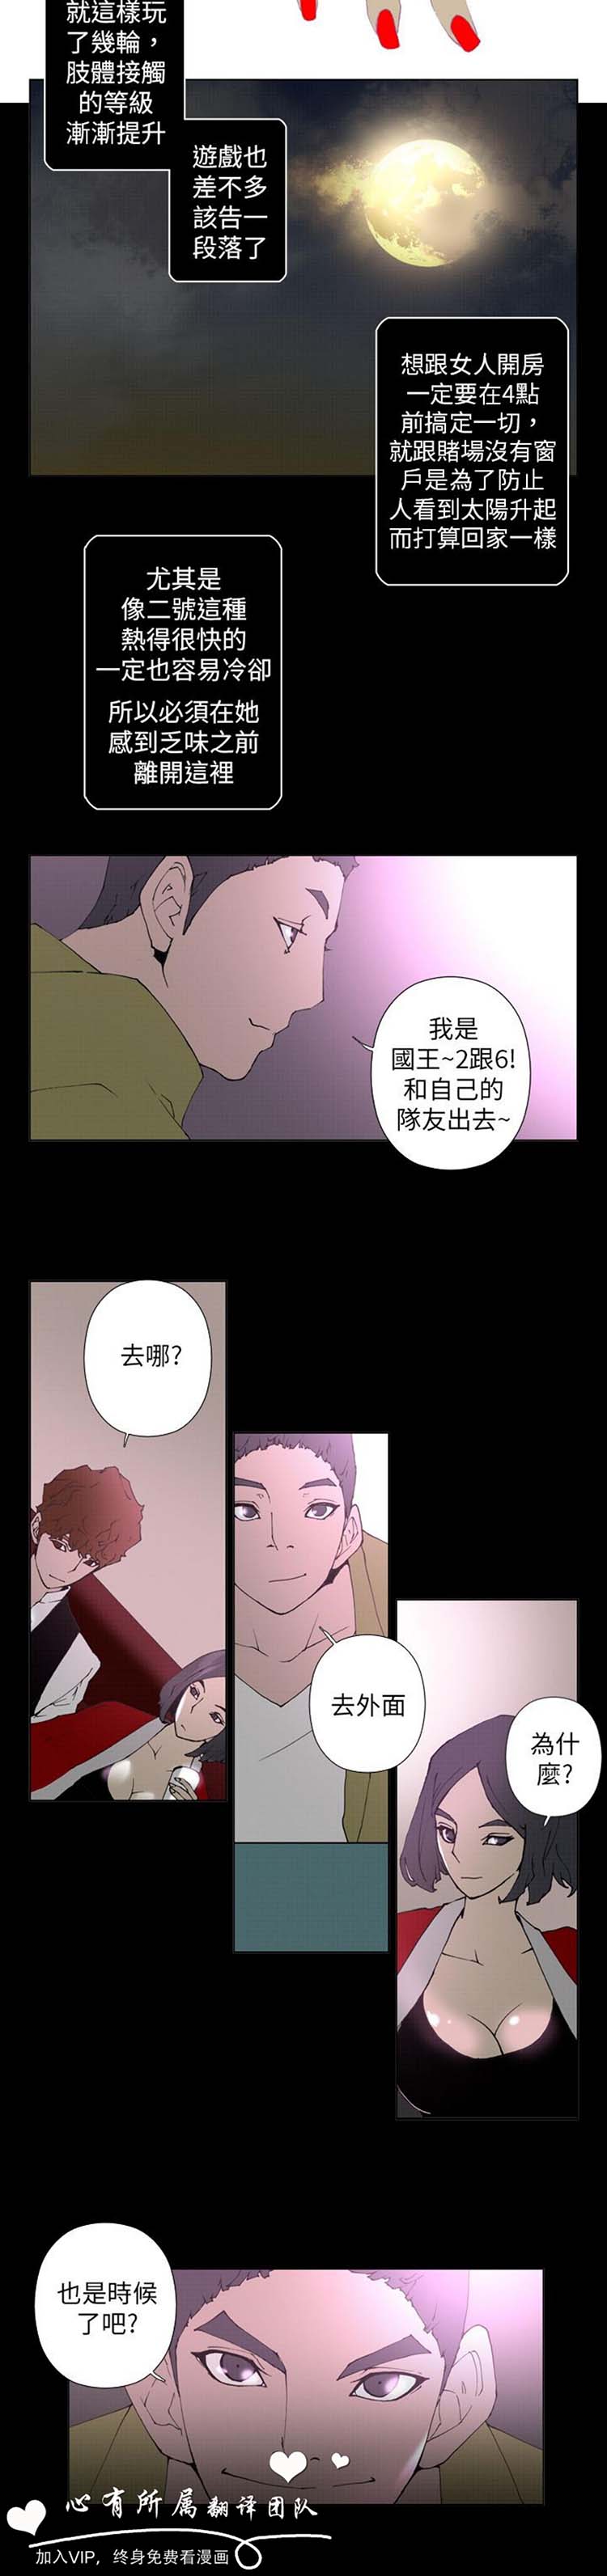 就這樣玩
了幾輪，
肢體接觸
的等級
漸漸提升
遊戲也
差不多
該告一
段落了
想跟女人開房
一定要在4點
前搞定一切，
就跟賭場沒有窗
戶是為了防止
人看到太陽升起
而打算回家一樣
尤其是
像二號這種
熱得很快的
一定也容易冷卻
所以必須在她
感到乏味之前
離開這裡
我是
國王~2跟6!
和自己的
隊友出去~
去哪?
去外面
為什
麼?
也是時候
了吧?
心有所属翻译团队
加入VIP，终身免费看漫画